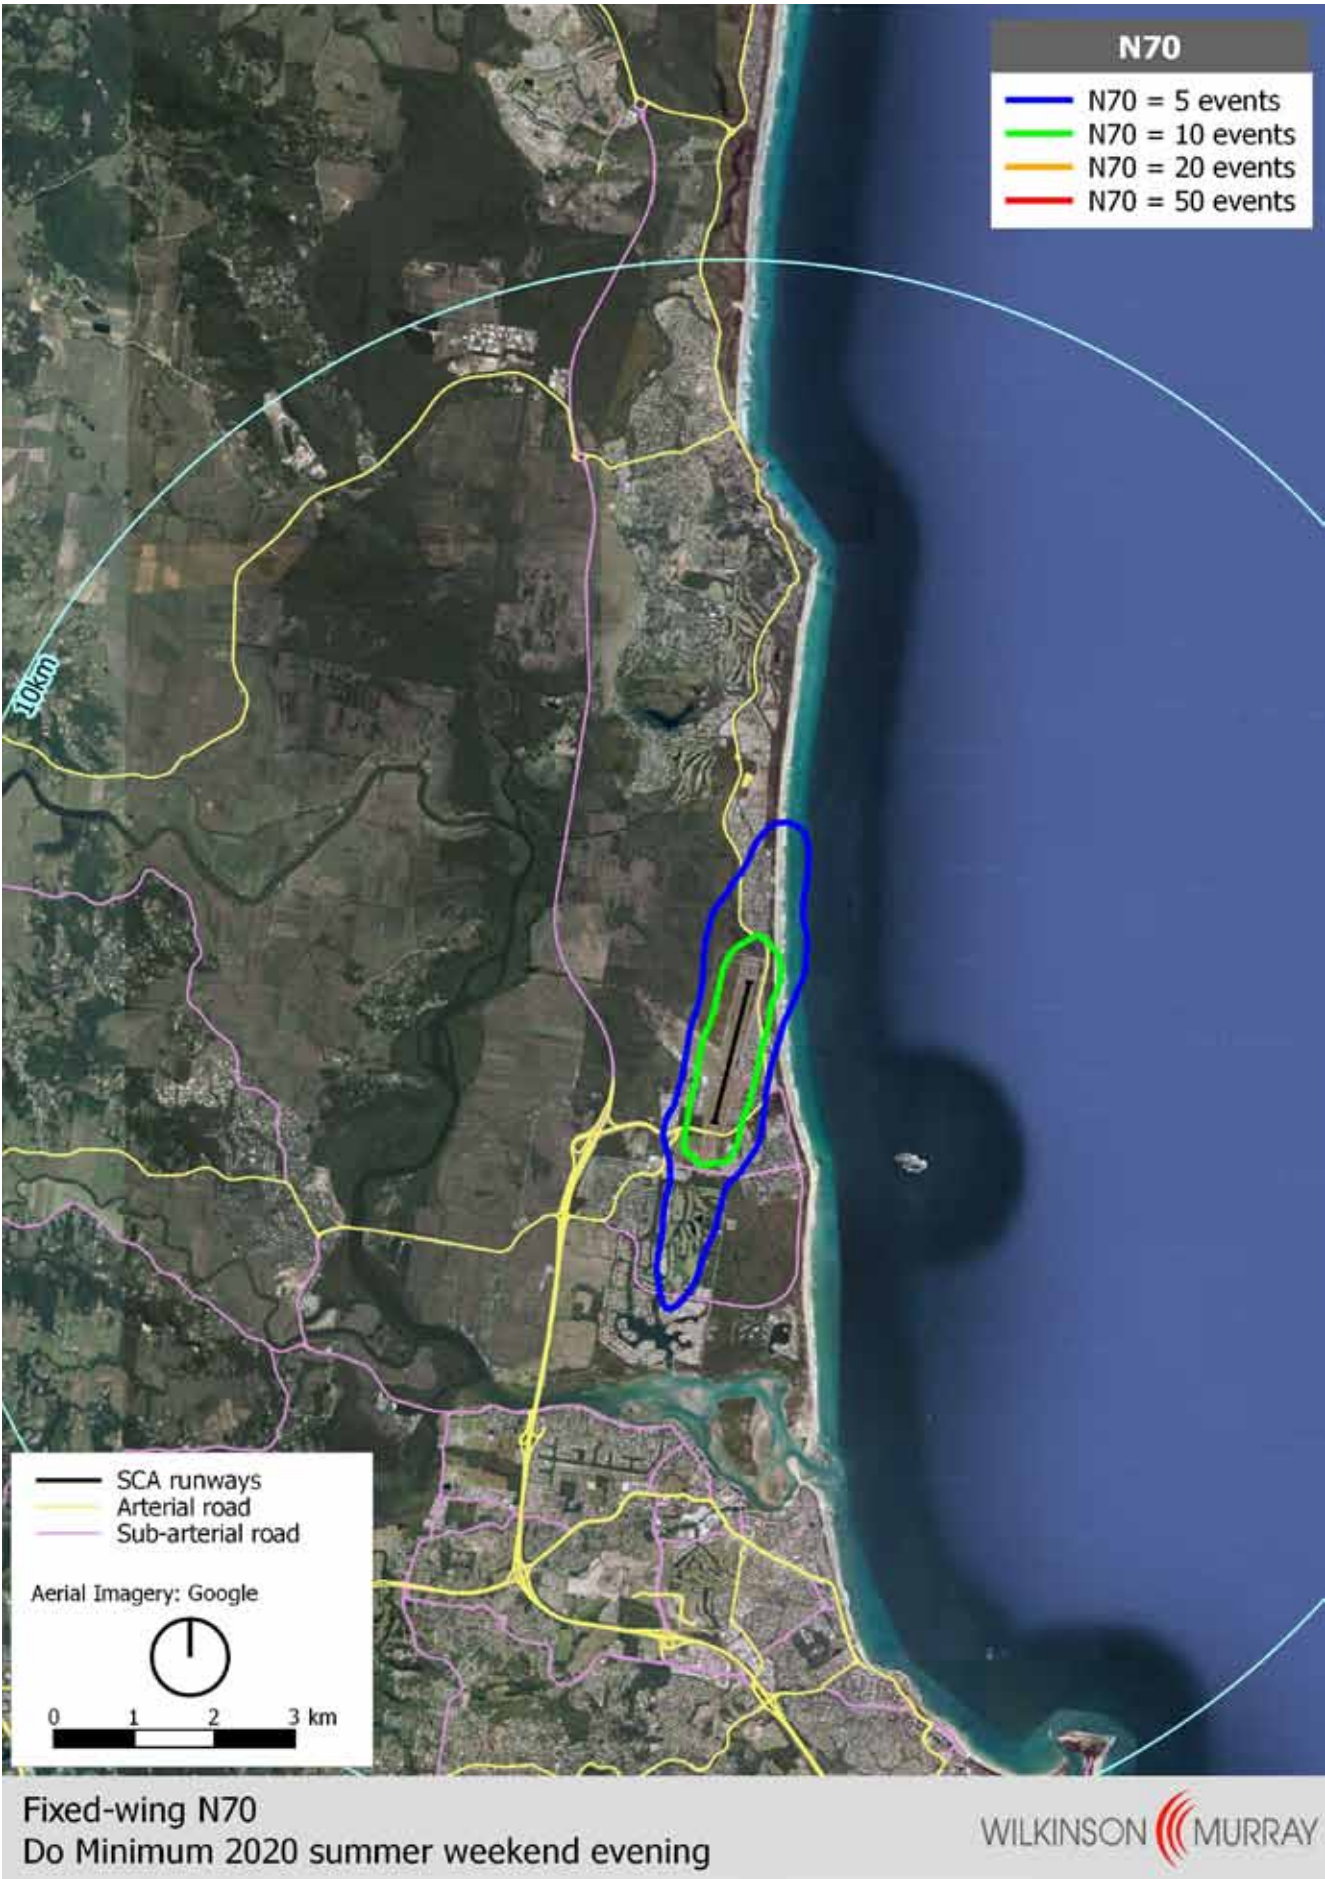 N70
N70 = 5 events
N70 = 10 events
N70 = 20 events
N70 = 50 events
10km
SCA runways
Arterial road
Sub-arterial road
Aerial Imagery: Google
0 1 2 3 km
Fixed-wing N70
Do Minimum 2020 summer weekend evening
WILKINSON MURRAY